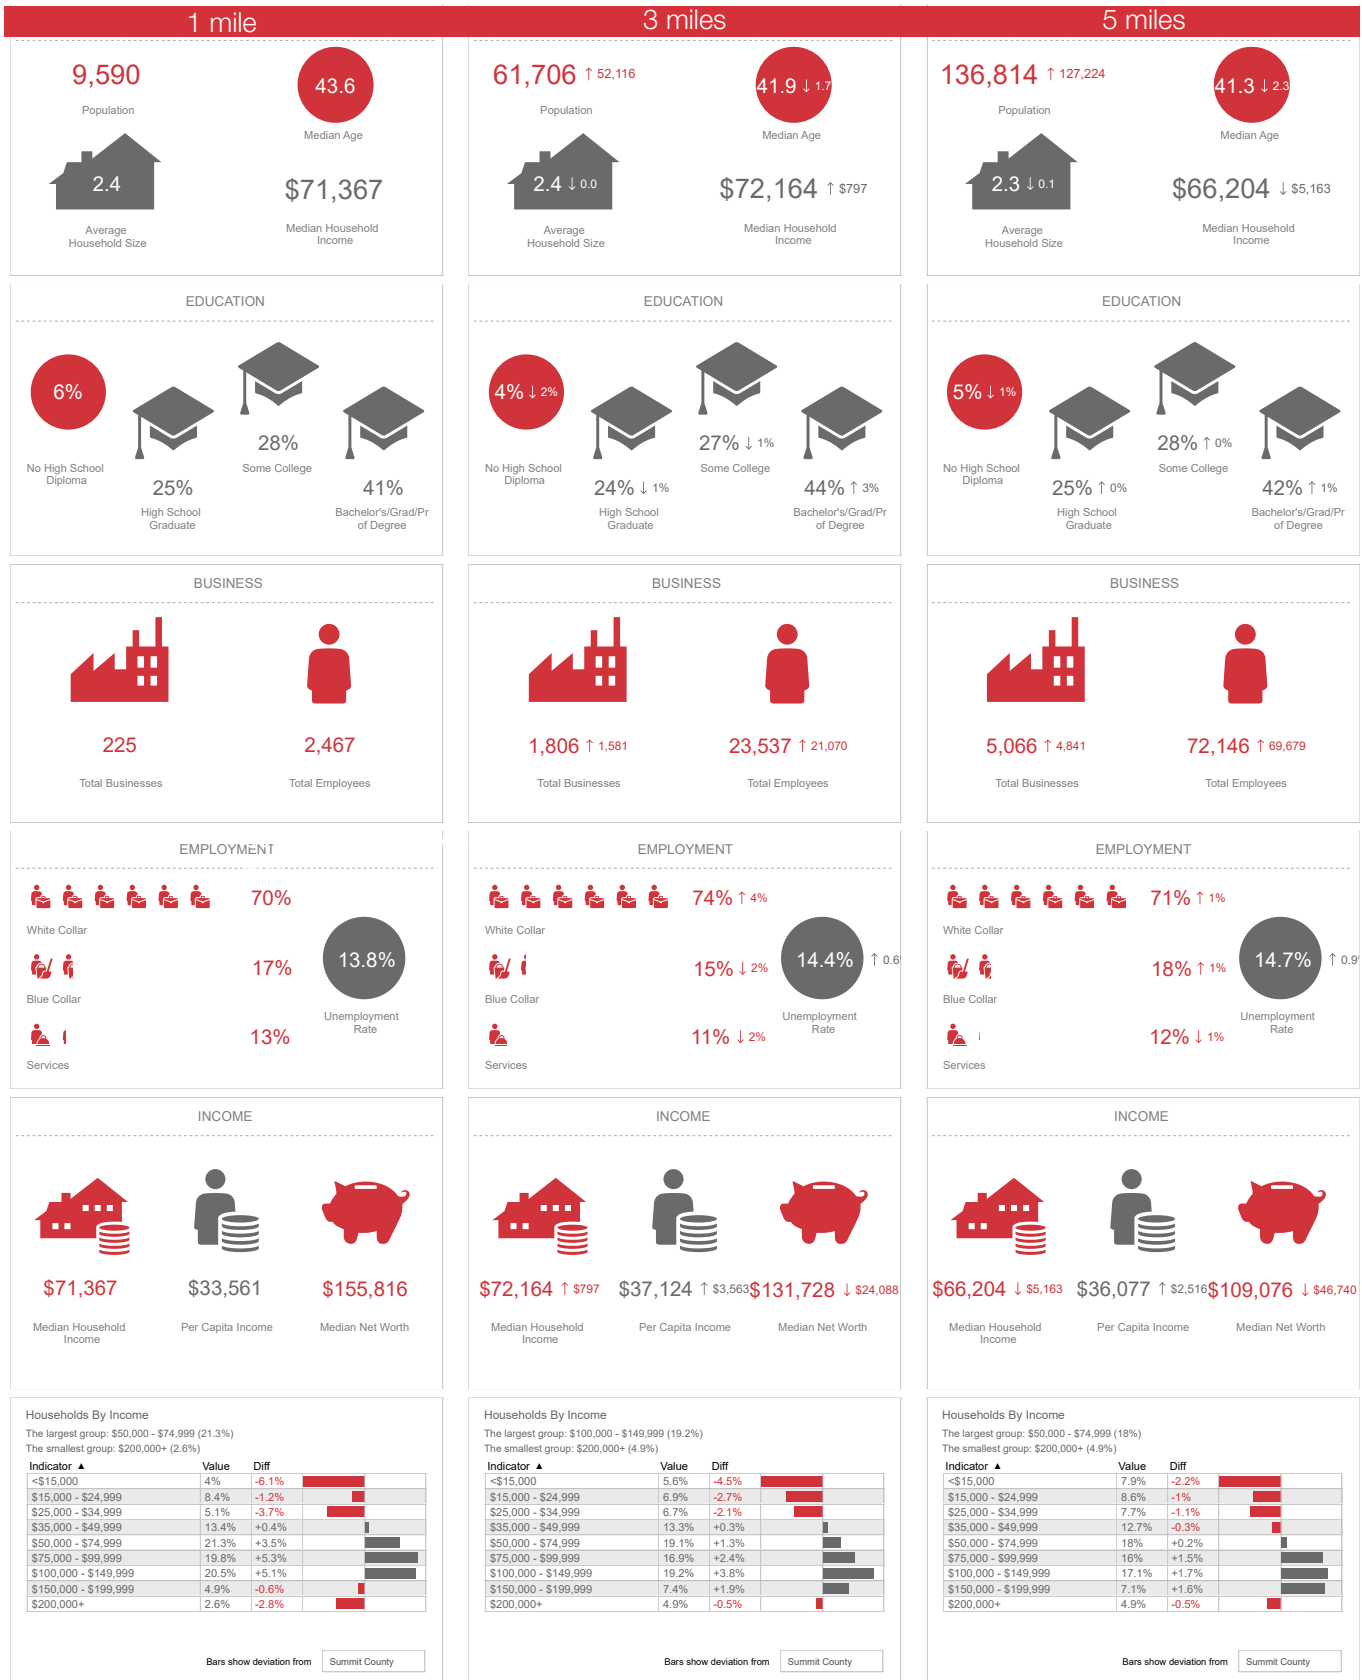 1 mile
3 miles
5 miles
9,590
Population
43.6
Median Age
2.4
Average
Household Size
$71,367
Median Household
Income
61,706 ↑ 52,116
Population
41.9 ↓ 1.7
Median Age
2.4 ↓ 0.0
Average
Household Size
$72,164 ↑ $797
Median Household
Income
136,814 ↑ 127,224
Population
41.3 ↓ 2.3
Median Age
2.3 ↓ 0.1
Average
Household Size
$66,204 ↓ $5,163
Median Household
Income
EDUCATION
6%
No High School
Diploma
25%
High School
Graduate
28%
Some College
41%
Bachelor's/Grad/Pr
of Degree
EDUCATION
4% ↓ 2%
No High School
Diploma
24% ↓ 1%
High School
Graduate
27% ↓ 1%
Some College
44% ↑ 3%
Bachelor's/Grad/Pr
of Degree
EDUCATION
5% ↓ 1%
No High School
Diploma
25% ↑ 0%
High School
Graduate
28% ↑ 0%
Some College
42% ↑ 1%
Bachelor's/Grad/Pr
of Degree
BUSINESS
225
Total Businesses
2,467
Total Employees
BUSINESS
1,806 ↑ 1,581
Total Businesses
23,537 ↑ 21,070
Total Employees
BUSINESS
5,066 ↑ 4,841
Total Businesses
72,146 ↑ 69,679
Total Employees
EMPLOYMENT
70%
White Collar
17%
Blue Collar
13%
Services
13.8%
Unemployment
Rate
EMPLOYMENT
74% ↑ 4%
White Collar
15% ↓ 2%
Blue Collar
11% ↓ 2%
Services
14.4% ↑ 0.6
Unemployment
Rate
EMPLOYMENT
71% ↑ 1%
White Collar
18% ↑ 1%
Blue Collar
12% ↓ 1%
Services
14.7% ↑ 0.9
Unemployment
Rate
INCOME
$71,367
Median Household
Income
$33,561
Per Capita Income
$155,816
Median Net Worth
INCOME
$72,164 ↑ $797
Median Household
Income
$37,124 ↑ $3,563
Per Capita Income
$131,728 ↓ $24,088
Median Net Worth
INCOME
$66,204 ↓ $5,163
Median Household
Income
$36,077 ↑ $2,516
Per Capita Income
$109,076 ↓ $46,740
Median Net Worth
Households By Income
The largest group: $50,000 - $74,999 (21.3%)
The smallest group: $200,000+ (2.6%)
Indicator ▲ Value Diff
<$15,000 4% -6.1%
$15,000 - $24,999 8.4% -1.2%
$25,000 - $34,999 5.1% -3.7%
$35,000 - $49,999 13.4% +0.4%
$50,000 - $74,999 21.3% +3.5%
$75,000 - $99,999 19.8% +5.3%
$100,000 - $149,999 20.5% +5.1%
$150,000 - $199,999 4.9% -0.6%
$200,000+ 2.6% -2.8%
Bars show deviation from Summit County
Households By Income
The largest group: $100,000 - $149,999 (19.2%)
The smallest group: $200,000+ (4.9%)
Indicator ▲ Value Diff
<$15,000 5.6% -4.5%
$15,000 - $24,999 6.9% -2.7%
$25,000 - $34,999 6.7% -2.1%
$35,000 - $49,999 13.3% +0.3%
$50,000 - $74,999 19.1% +1.3%
$75,000 - $99,999 16.9% +2.4%
$100,000 - $149,999 19.2% +3.8%
$150,000 - $199,999 7.4% +1.9%
$200,000+ 4.9% -0.5%
Bars show deviation from Summit County
Households By Income
The largest group: $50,000 - $74,999 (18%)
The smallest group: $200,000+ (4.9%)
Indicator ▲ Value Diff
<$15,000 7.9% -2.2%
$15,000 - $24,999 8.6% -1%
$25,000 - $34,999 7.7% -1.1%
$35,000 - $49,999 12.7% -0.3%
$50,000 - $74,999 18% +0.2%
$75,000 - $99,999 16% +1.5%
$100,000 - $149,999 17.1% +1.7%
$150,000 - $199,999 7.1% +1.6%
$200,000+ 4.9% -0.5%
Bars show deviation from Summit County